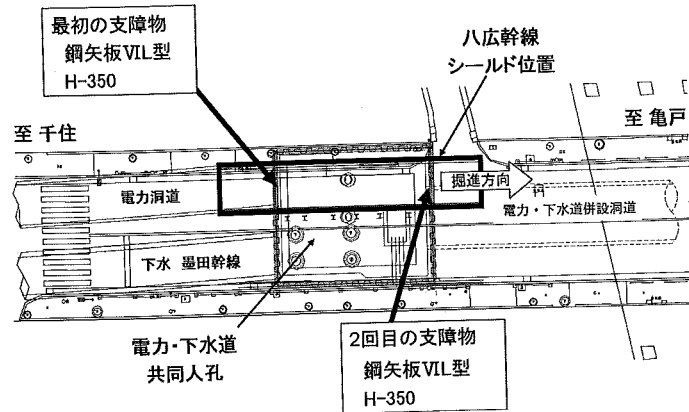 最初の支障物
鋼矢板ⅥL型
H-350
八広幹線
シールド位置
至 千住
至 亀戸
電力洞道
掘進方向
電力・下水道併設洞道
下水 墨田幹線
電力・下水道
共同人孔
2回目の支障物
鋼矢板ⅥL型
H-350